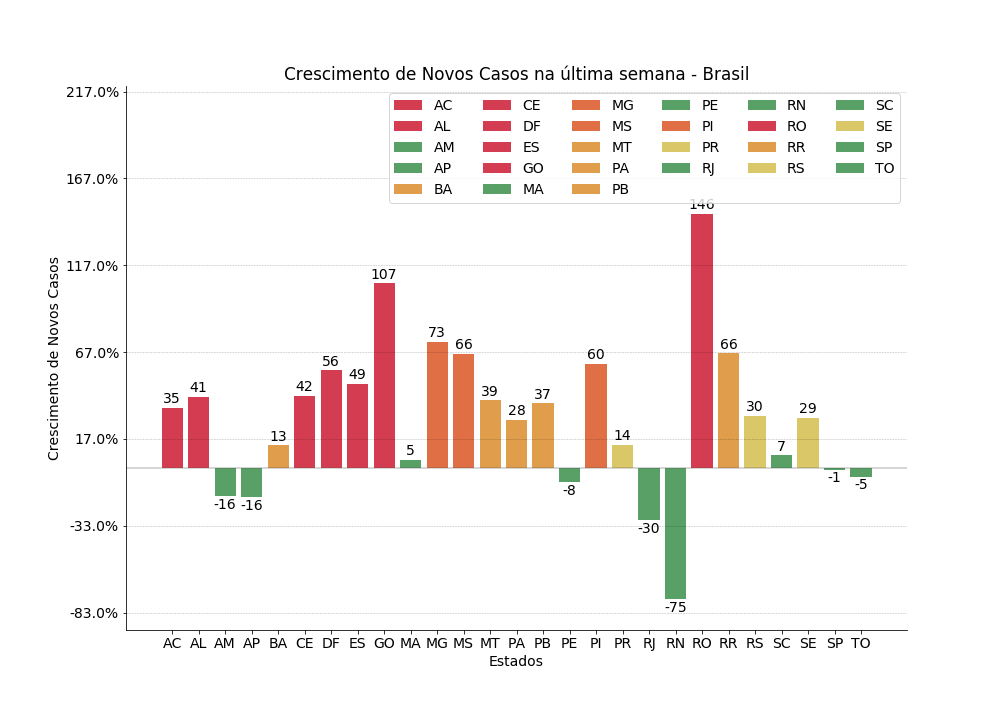 Crescimento de Novos Casos na última semana - Brasil
217.0%
167.0%
117.0%
67.0%
17.0%
-33.0%
-83.0%
Crescimento de Novos Casos
AC CE MG PE RN SC
AL DF MS PI RO SE
AM ES MT PR RR SP
AP GO PA RJ RS TO
BA MA PB
35 41 -16 -16 13 42 56 49 107 5 73 66 39 28 37 -8 60 14 -30 -75 146 66 30 7 29 -1 -5
AC AL AM AP BA CE DF ES GO MA MG MS MT PA PB PE PI PR RJ RN RO RR RS SC SE SP TO
Estados